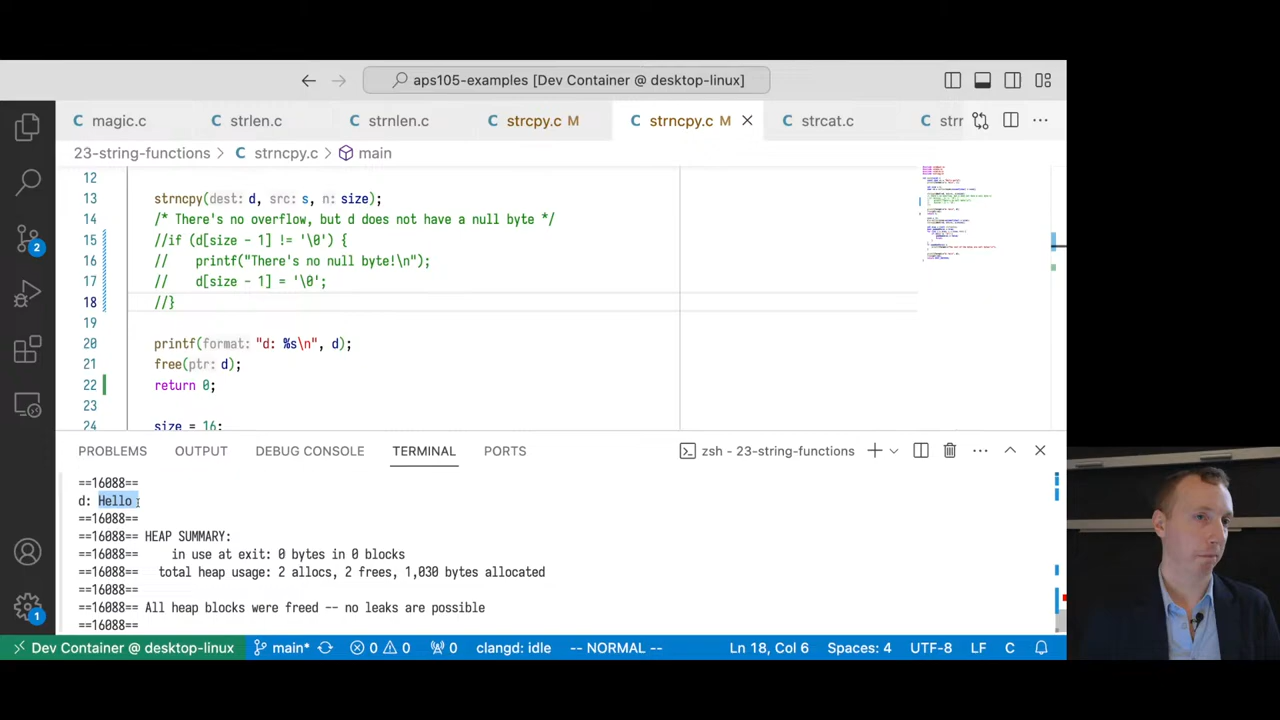 aps105-examples [Dev Container @ desktop-linux]
C magic.c C strlen.c C strnlen.c C strcpy.c M C strncpy.c M C strcat.c C strr
23-string-functions > C strncpy.c > main
12
13 strncpy(dest: d, src: s, n: size);
14 /* There's no overflow, but d does not have a null byte */
15 //if (d[size - 1] != '\0') {
16 //    printf("There's no null byte!\n");
17 //    d[size - 1] = '\0';
18 //}
19
20 printf(format: "d: %s\n", d);
21 free(ptr: d);
22 return 0;
23
24 size = 16;
2
1
PROBLEMS OUTPUT DEBUG CONSOLE TERMINAL PORTS zsh - 23-string-functions
==16088==
d: Hello
==16088==
==16088== HEAP SUMMARY:
==16088==     in use at exit: 0 bytes in 0 blocks
==16088==   total heap usage: 2 allocs, 2 frees, 1,030 bytes allocated
==16088==
==16088== All heap blocks were freed -- no leaks are possible
==16088==
Dev Container @ desktop-linux main* 0 0 0 clangd: idle -- NORMAL -- Ln 18, Col 6 Spaces: 4 UTF-8 LF C